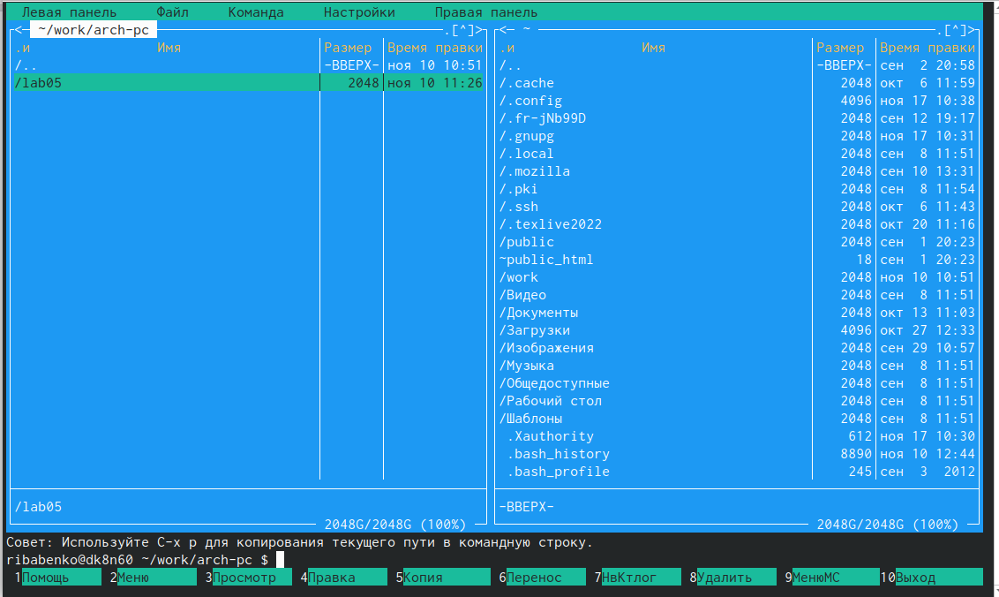 Левая панель Файл Команда Настройки Правая панель
<─ ~/work/arch-pc ─.[^]>
.и Имя Размер Время правки
/.. -ВВЕРХ- ноя 10 10:51
/lab05 2048 ноя 10 11:26
/lab05
2048G/2048G (100%)
<─ ~ ─.[^]>
.и Имя Размер Время правки
/.. -ВВЕРХ- сен 2 20:58
/.cache 2048 окт 6 11:59
/.config 4096 ноя 17 10:38
/.fr-jNb99D 2048 сен 12 19:17
/.gnupg 2048 ноя 17 10:31
/.local 2048 сен 8 11:51
/.mozilla 2048 сен 10 13:31
/.pki 2048 сен 8 11:54
/.ssh 2048 окт 6 11:43
/.texlive2022 2048 окт 20 11:16
/public 2048 сен 1 20:23
~public_html 18 сен 1 20:23
/work 2048 ноя 10 10:51
/Видео 2048 сен 8 11:51
/Документы 2048 окт 13 11:03
/Загрузки 4096 окт 27 12:33
/Изображения 2048 сен 29 10:57
/Музыка 2048 сен 8 11:51
/Общедоступные 2048 сен 8 11:51
/Рабочий стол 2048 сен 8 11:51
/Шаблоны 2048 сен 8 11:51
.Xauthority 612 ноя 17 10:30
.bash_history 8890 ноя 10 12:44
.bash_profile 245 сен 3 2012
-ВВЕРХ-
2048G/2048G (100%)
Совет: Используйте C-x p для копирования текущего пути в командную строку.
ribabenko@dk8n60 ~/work/arch-pc $
1Помощь 2Меню 3Просмотр 4Правка 5Копия 6Перенос 7НвКтлог 8Удалить 9МенюМС 10Выход